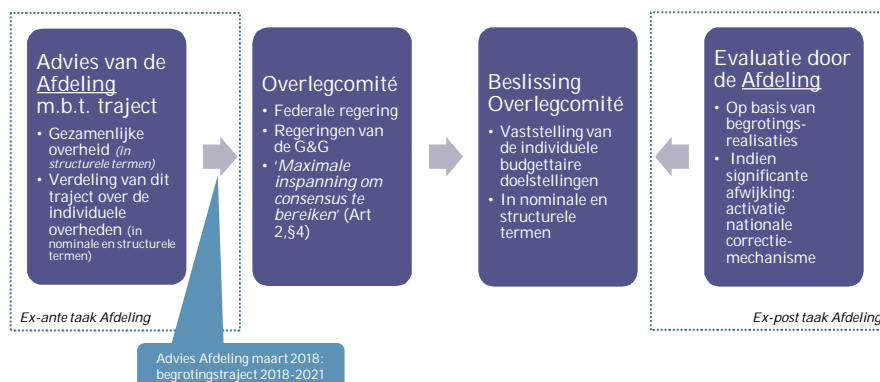 Advies van de
Afdeling
m.b.t. traject
• Gezamenlijke
overheid (in
structurele termen)
• Verdeling van dit
traject over de
individuele
overheden (in
nominale en structurele
termen)
Ex-ante taak Afdeling
Overlegcomité
• Federale regering
• Regeringen van
de G&G
• ‘Maximale
inspanning om
consensus te
bereiken’ (Art
2,§4)
Beslissing
Overlegcomité
• Vaststelling van
de individuele
budgettaire
doelstellingen
• In nominale en
structurele
termen
Evaluatie door
de Afdeling
• Op basis van
begrotings-
realisaties
• Indien
significante
afwijking:
activatie
nationale
correctie-
mechanisme
Ex-post taak Afdeling
Advies Afdeling maart 2018:
begrotingstraject 2018-2021